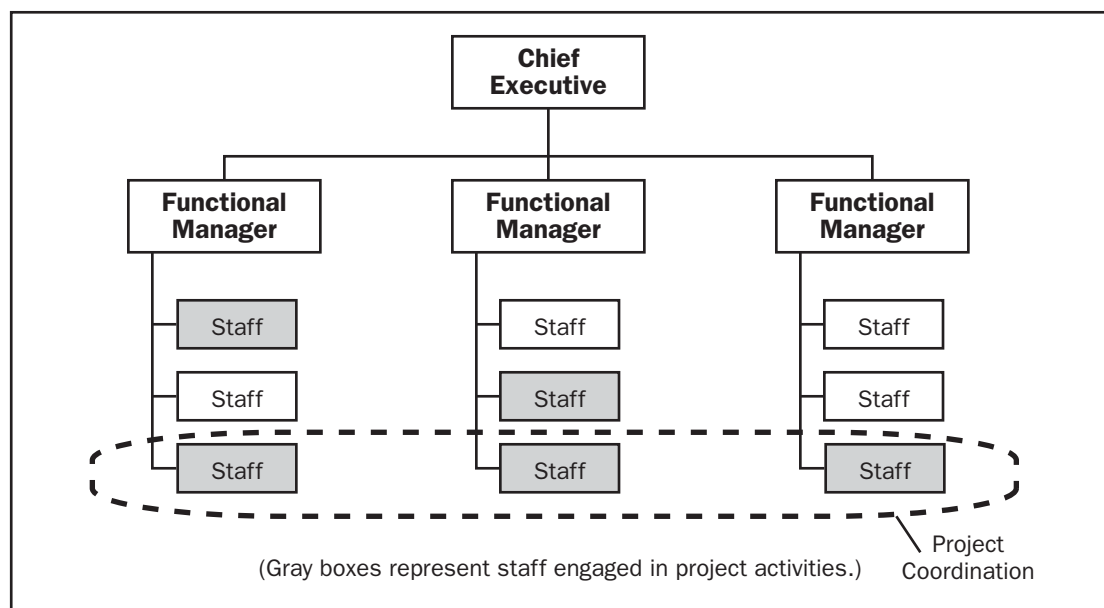 Chief
Executive
Functional
Manager
Functional
Manager
Functional
Manager
Staff
Staff
Staff
Staff
Staff
Staff
Staff
Staff
Staff
(Gray boxes represent staff engaged in project activities.)
Project
Coordination